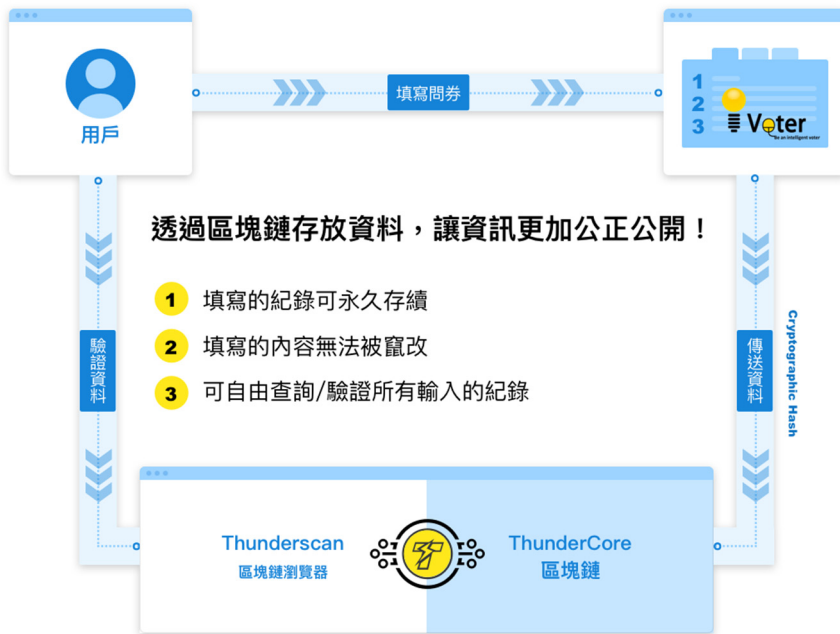 用戶
填寫問券
1
2
3
Voter
Be an intelligent voter
透過區塊鏈存放資料，讓資訊更加公正公開！
1 填寫的紀錄可永久存續
2 填寫的內容無法被竄改
3 可自由查詢/驗證所有輸入的紀錄
驗證資料
傳送資料
Cryptographic Hash
Thunderscan
區塊鏈瀏覽器
ThunderCore
區塊鏈